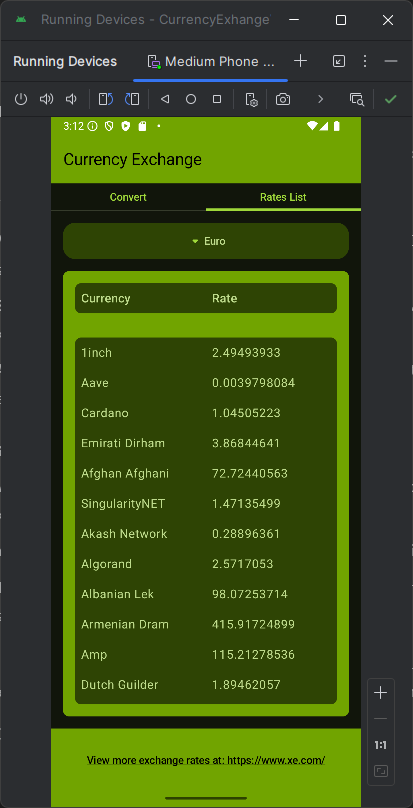 Running Devices - CurrencyExhange
Running Devices Medium Phone ...
1:1
3:12
Currency Exchange
Convert Rates List
Euro
Currency Rate
1inch 2.49493933
Aave 0.0039798084
Cardano 1.04505223
Emirati Dirham 3.86844641
Afghan Afghani 72.72440563
SingularityNET 1.47135499
Akash Network 0.28896361
Algorand 2.5717053
Albanian Lek 98.07253714
Armenian Dram 415.91724899
Amp 115.21278536
Dutch Guilder 1.89462057
View more exchange rates at: https://www.xe.com/